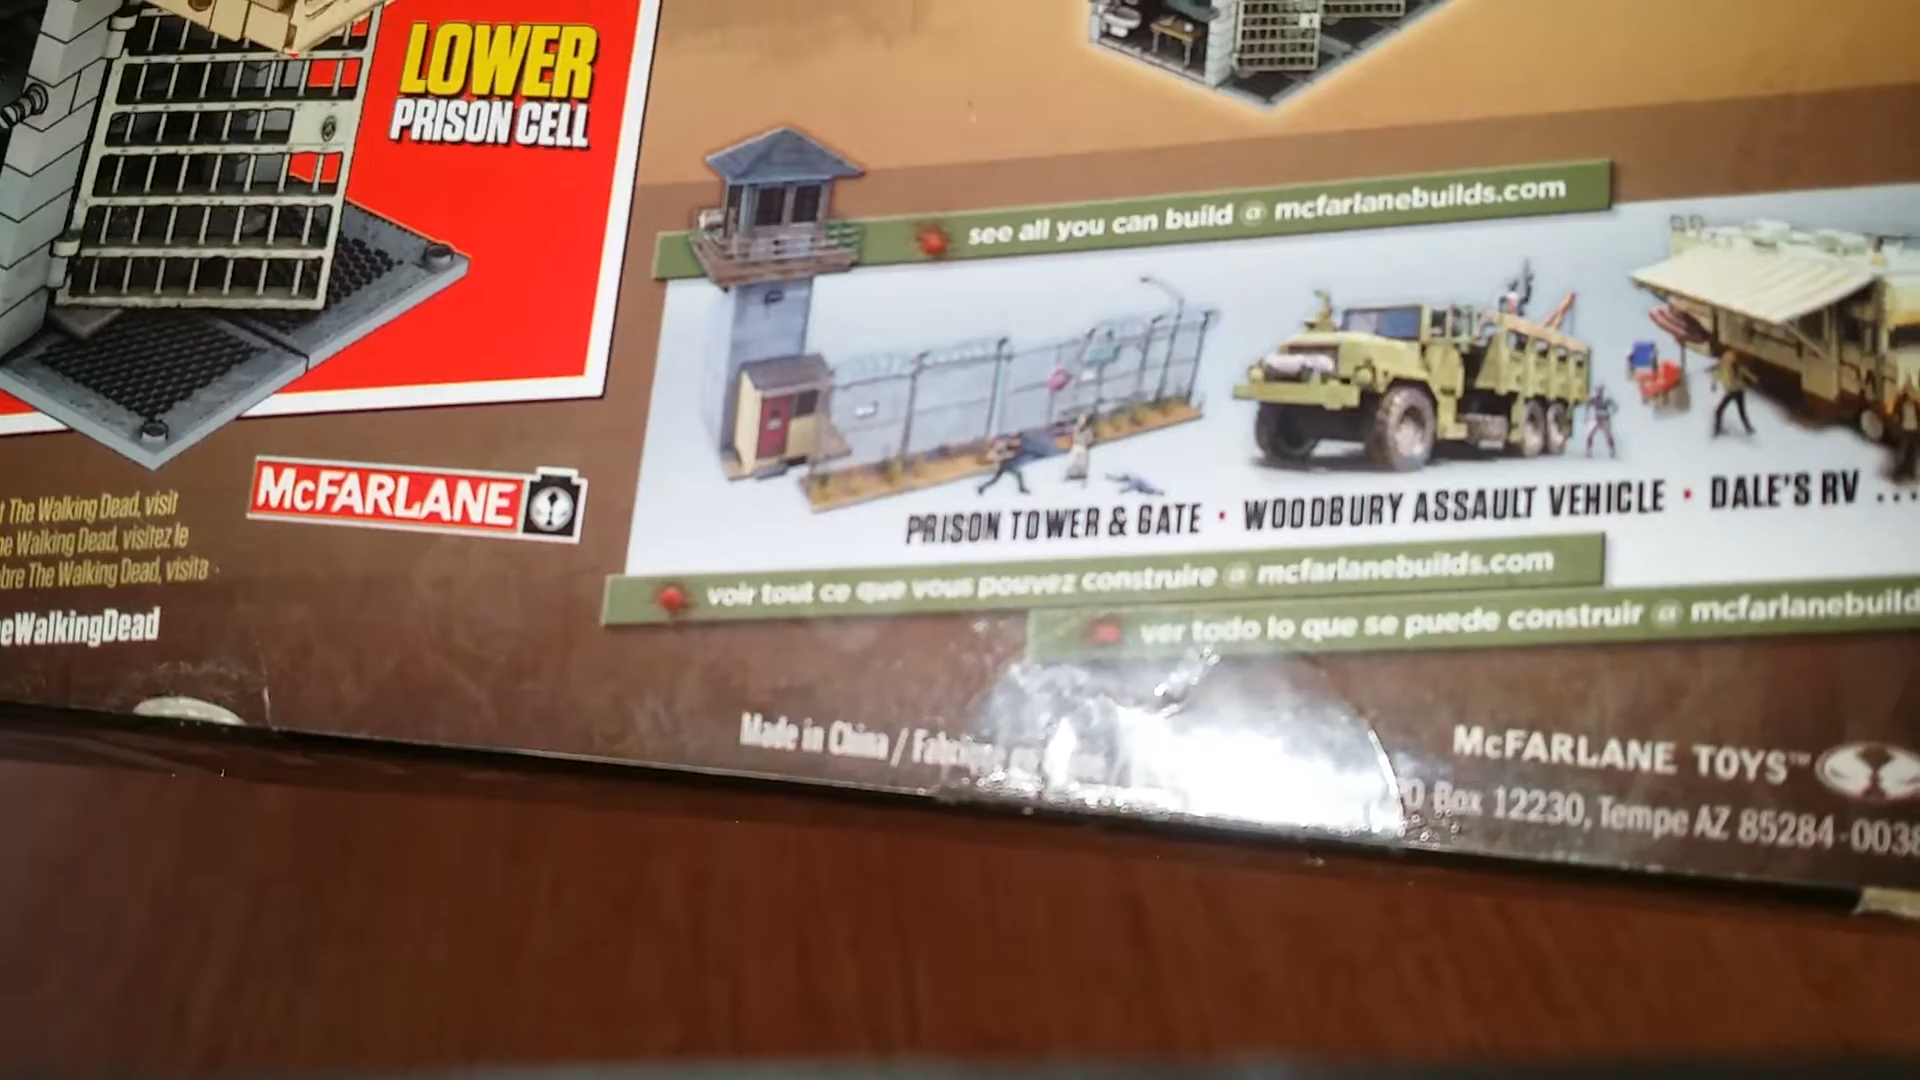 LOWER
PRISON CELL
see all you can build @ mcfarlanebuilds.com
PRISON TOWER & GATE • WOODBURY ASSAULT VEHICLE • DALE'S RV ...
McFARLANE
The Walking Dead, visit
Walking Dead, visitez le
The Walking Dead, visita
eWalkingDead
voir tout ce que vous pouvez construire @ mcfarlanebuilds.com
ver todo lo que se puede construir @ mcfarlanebuild
Made in China /
McFARLANE TOYS™
Box 12230, Tempe AZ 85284-003